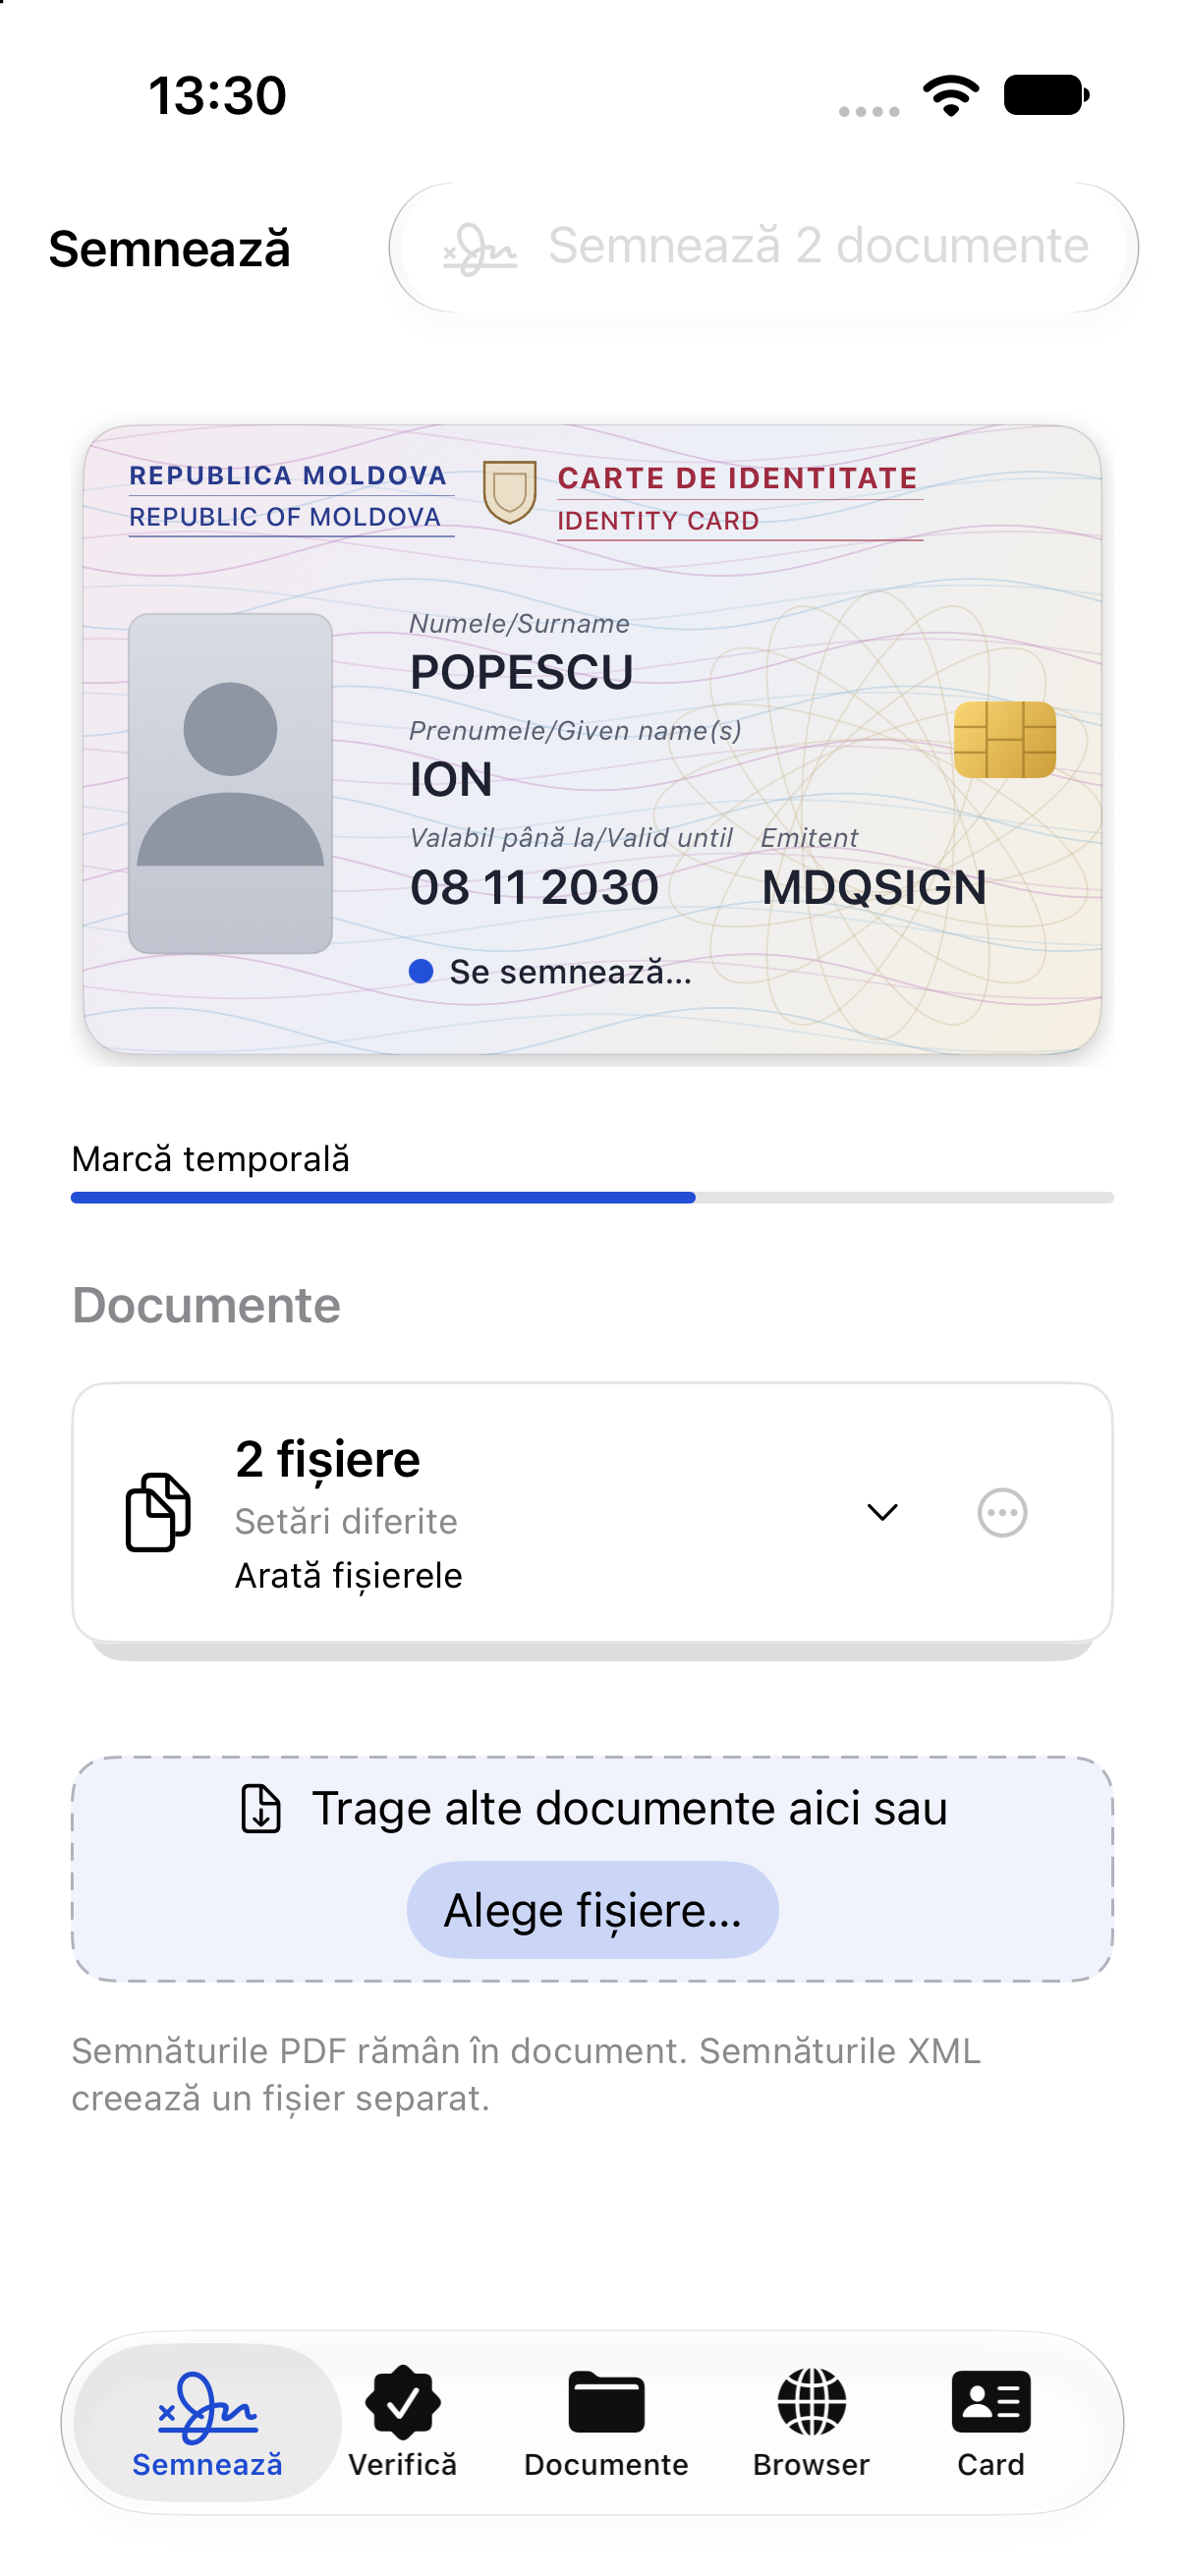 13:30
Semnează
Semnează 2 documente
REPUBLICA MOLDOVA
REPUBLIC OF MOLDOVA
CARTE DE IDENTITATE
IDENTITY CARD
Numele/Surname
POPESCU
Prenumele/Given name(s)
ION
Valabil până la/Valid until Emitent
08 11 2030 MDQSIGN
Se semnează...
Marcă temporală
Documente
2 fișiere
Setări diferite
Arată fișierele
Trage alte documente aici sau
Alege fișiere...
Semnăturile PDF rămân în document. Semnăturile XML
creează un fișier separat.
Semnează Verifică Documente Browser Card